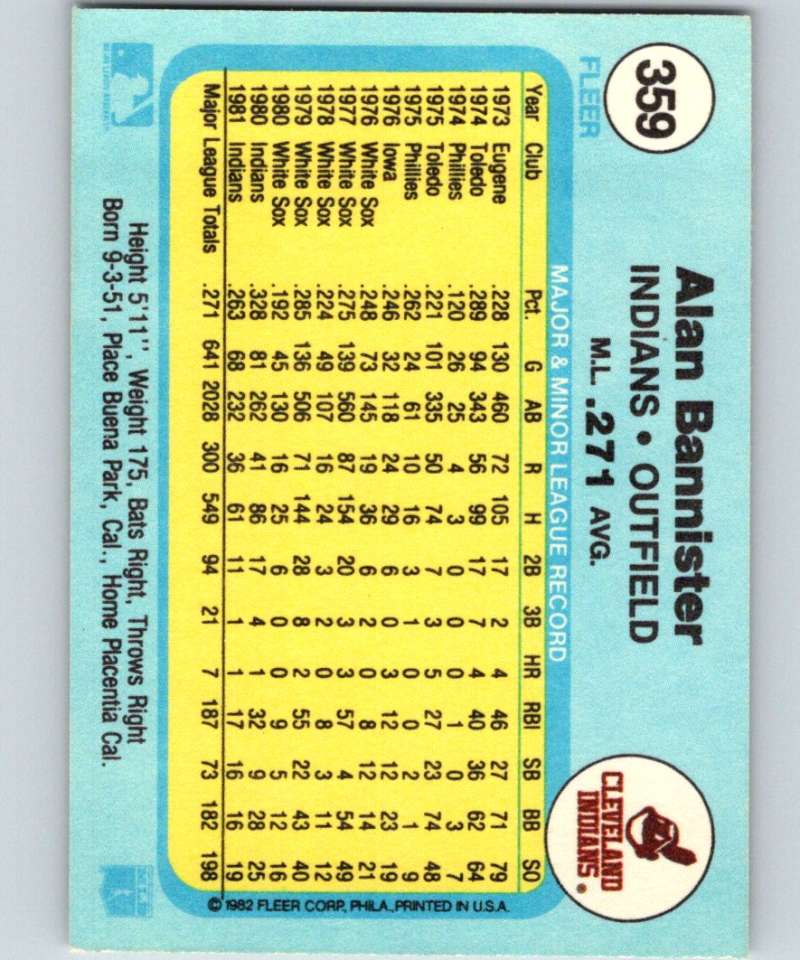 359
FLEER
Alan Bannister
INDIANS • OUTFIELD
M.L. .271 AVG.
CLEVELAND
INDIANS®
MAJOR & MINOR LEAGUE RECORD
Year Club Pct. G AB R H 2B 3B HR RBI SB BB SO
1973 Eugene .228 130 460 72 105 17 2 4 46 27 71 79
1974 Toledo .289 94 343 56 99 17 7 4 40 36 62 64
1974 Phillies .120 26 25 4 3 0 0 0 1 0 3 7
1975 Toledo .221 101 335 50 74 7 3 5 27 23 74 48
1975 Phillies .262 24 61 10 16 3 1 0 0 2 1 9
1976 Iowa .246 32 118 24 29 6 0 3 12 12 23 19
1976 White Sox .248 73 145 19 36 6 2 0 8 12 14 21
1977 White Sox .275 139 560 87 154 20 3 3 57 4 54 49
1978 White Sox .224 49 107 16 24 3 2 0 8 3 11 12
1979 White Sox .285 136 506 71 144 28 8 2 55 22 43 40
1980 White Sox .192 45 130 16 25 6 0 0 9 5 12 16
1980 Indians .328 81 262 41 86 17 4 1 32 9 28 25
1981 Indians .263 68 232 36 61 11 1 1 17 16 16 19
Major League Totals .271 641 2028 300 549 94 21 7 187 73 182 198
© 1982 FLEER CORP., PHILA., PRINTED IN U.S.A.
Height 5'11", Weight 175, Bats Right, Throws Right
Born 9-3-51, Place Buena Park, Cal., Home Placentia Cal.